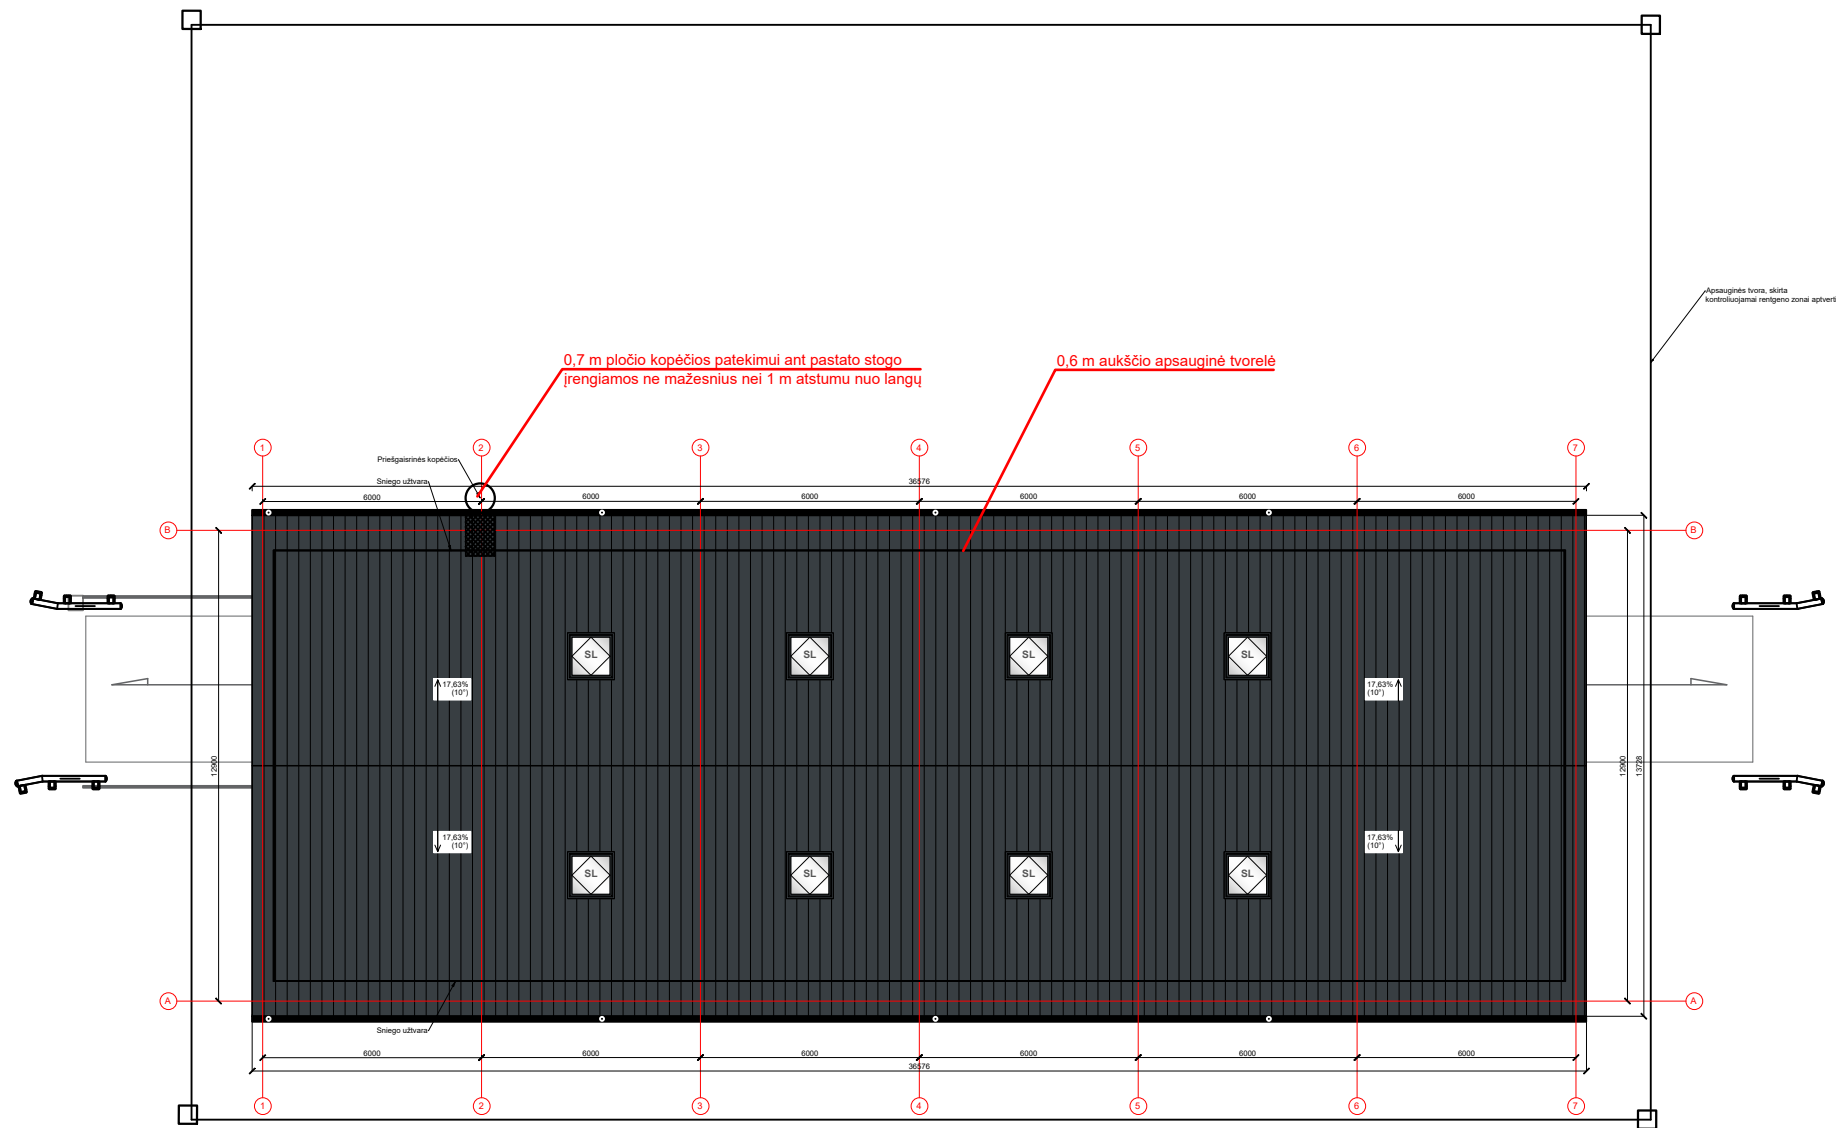 Apsauginės tvora, skirta
kontroliuojamai rentgeno zonai aptverti
0,7 m pločio kopėčios patekimui ant pastato stogo
įrengiamos ne mažesnius nei 1 m atstumu nuo langų
0,6 m aukščio apsauginė tvorelė
1 2 3 4 5 6 7
Priešgaisrinės kopėčios
Sniego užtvara
36576
6000 6000 6000 6000 6000 6000
B B
SL SL SL SL
17,63%
(10°)
17,63%
(10°)
12900 12900 13728
17,63%
(10°)
17,63%
(10°)
SL SL SL SL
A A
Sniego užtvara
6000 6000 6000 6000 6000 6000
36576
1 2 3 4 5 6 7